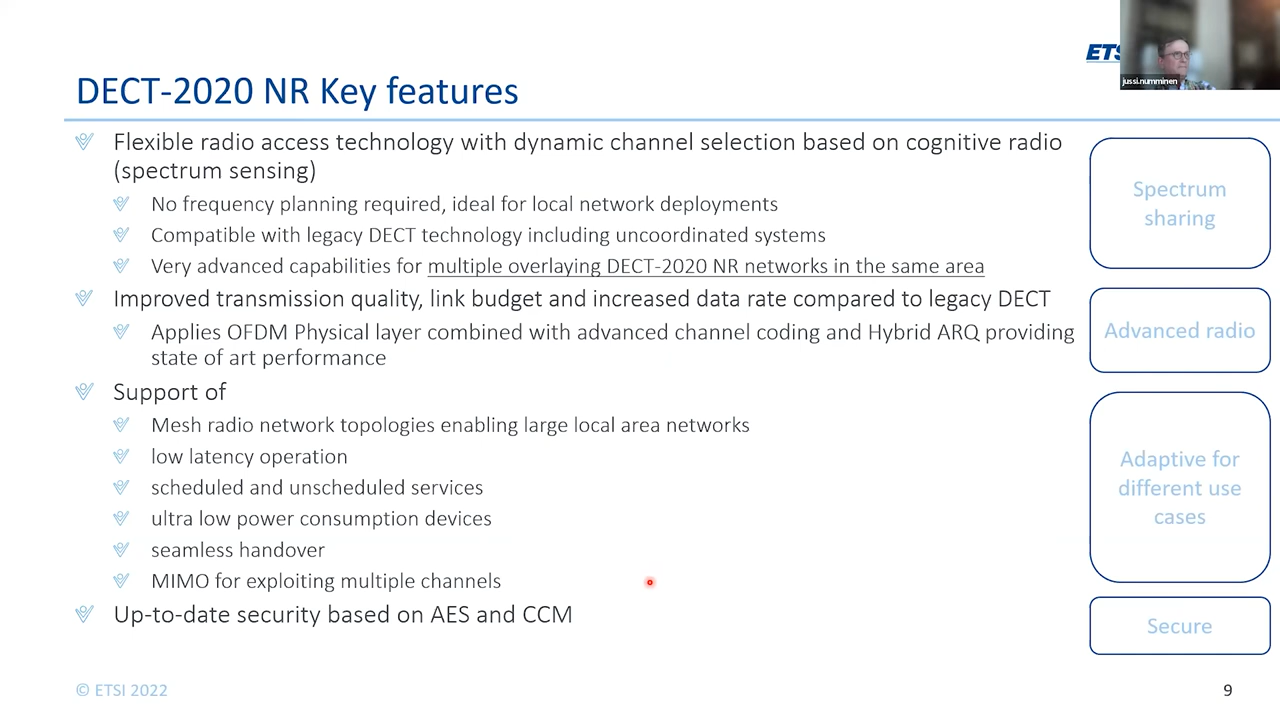 ETSI
jussi.numminen
DECT-2020 NR Key features
Flexible radio access technology with dynamic channel selection based on cognitive radio
(spectrum sensing)
No frequency planning required, ideal for local network deployments
Compatible with legacy DECT technology including uncoordinated systems
Very advanced capabilities for multiple overlaying DECT-2020 NR networks in the same area
Improved transmission quality, link budget and increased data rate compared to legacy DECT
Applies OFDM Physical layer combined with advanced channel coding and Hybrid ARQ providing
state of art performance
Support of
Mesh radio network topologies enabling large local area networks
low latency operation
scheduled and unscheduled services
ultra low power consumption devices
seamless handover
MIMO for exploiting multiple channels
Up-to-date security based on AES and CCM
Spectrum
sharing
Advanced radio
Adaptive for
different use
cases
Secure
© ETSI 2022
9